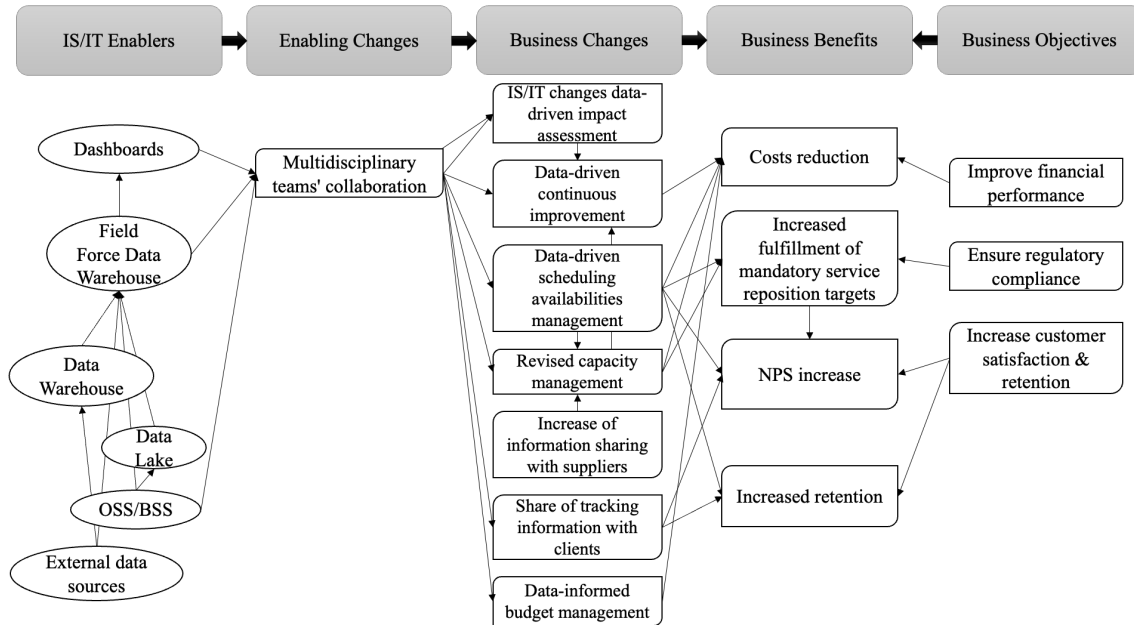 IS/IT Enablers
Enabling Changes
Business Changes
Business Benefits
Business Objectives
Dashboards
Field
Force Data
Warehouse
Data
Warehouse
Data
Lake
OSS/BSS
External data
sources
Multidisciplinary
teams' collaboration
IS/IT changes data-
driven impact
assessment
Data-driven
continuous
improvement
Data-driven
scheduling
availabilities
management
Revised capacity
management
Increase of
information sharing
with suppliers
Share of tracking
information with
clients
Data-informed
budget management
Costs reduction
Increased
fulfillment of
mandatory service
reposition targets
NPS increase
Increased retention
Improve financial
performance
Ensure regulatory
compliance
Increase customer
satisfaction &
retention